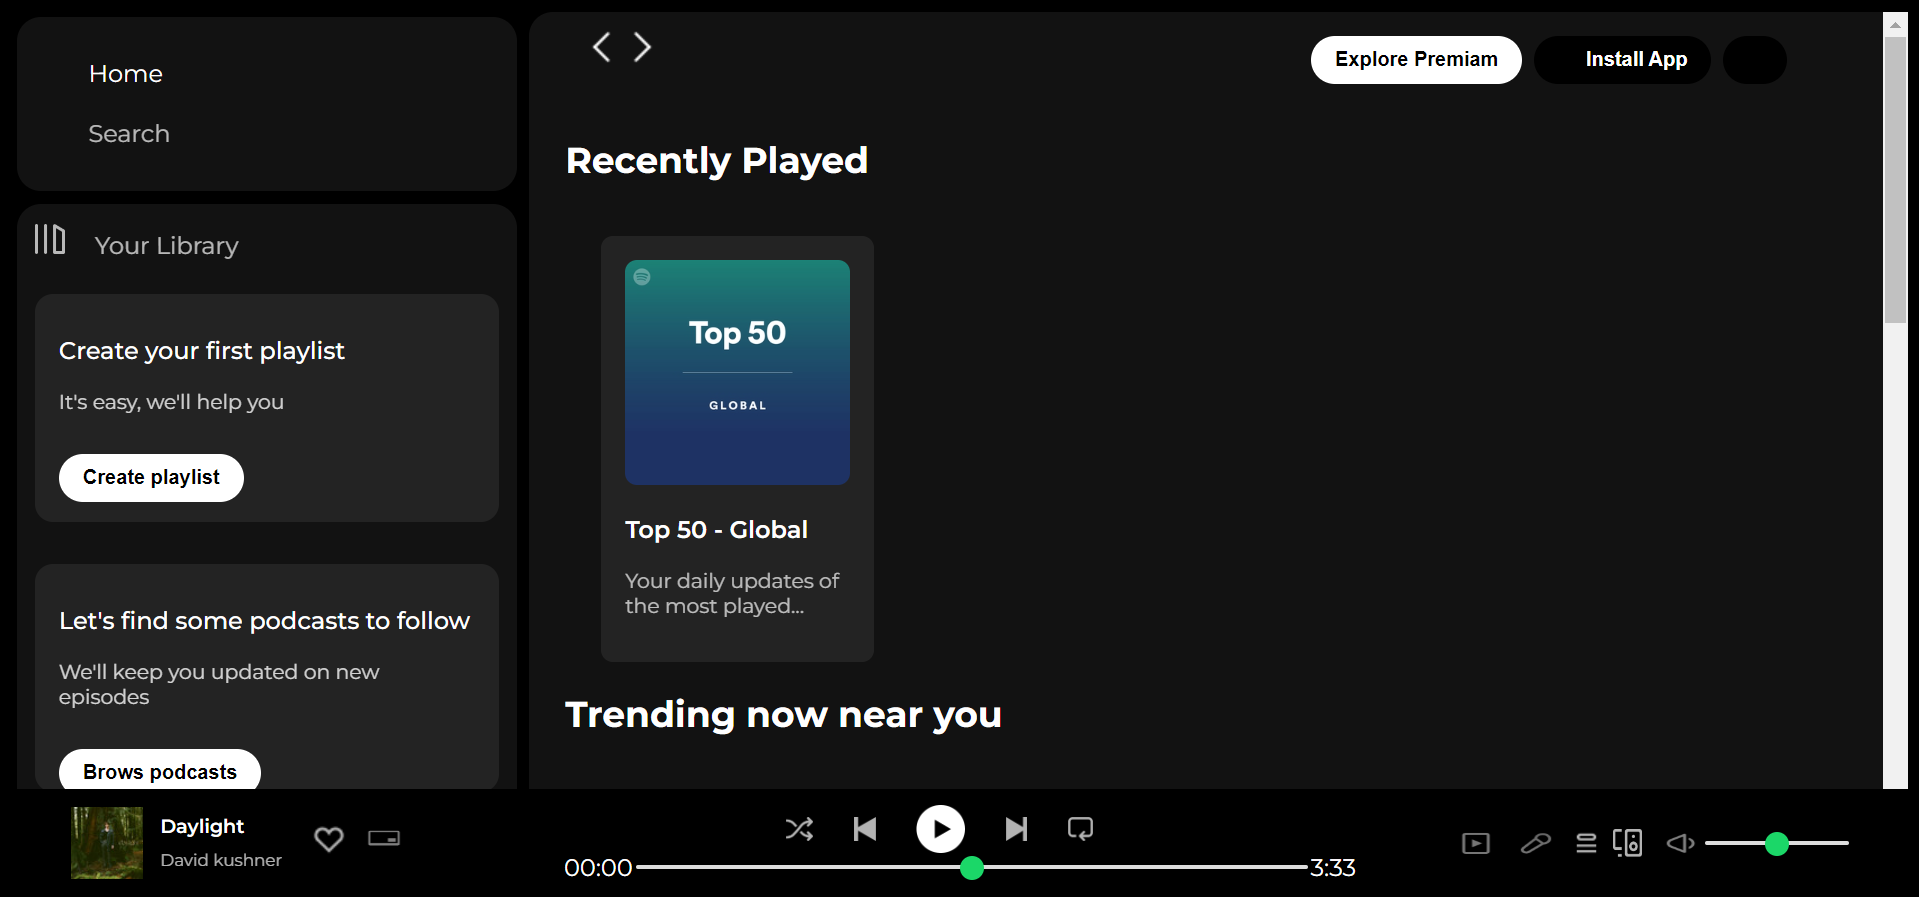 Home
Search
Your Library
Create your first playlist
It's easy, we'll help you
Create playlist
Let's find some podcasts to follow
We'll keep you updated on new
episodes
Brows podcasts
Explore Premiam
Install App
Recently Played
Top 50
GLOBAL
Top 50 - Global
Your daily updates of
the most played...
Trending now near you
Daylight
David kushner
00:00
3:33